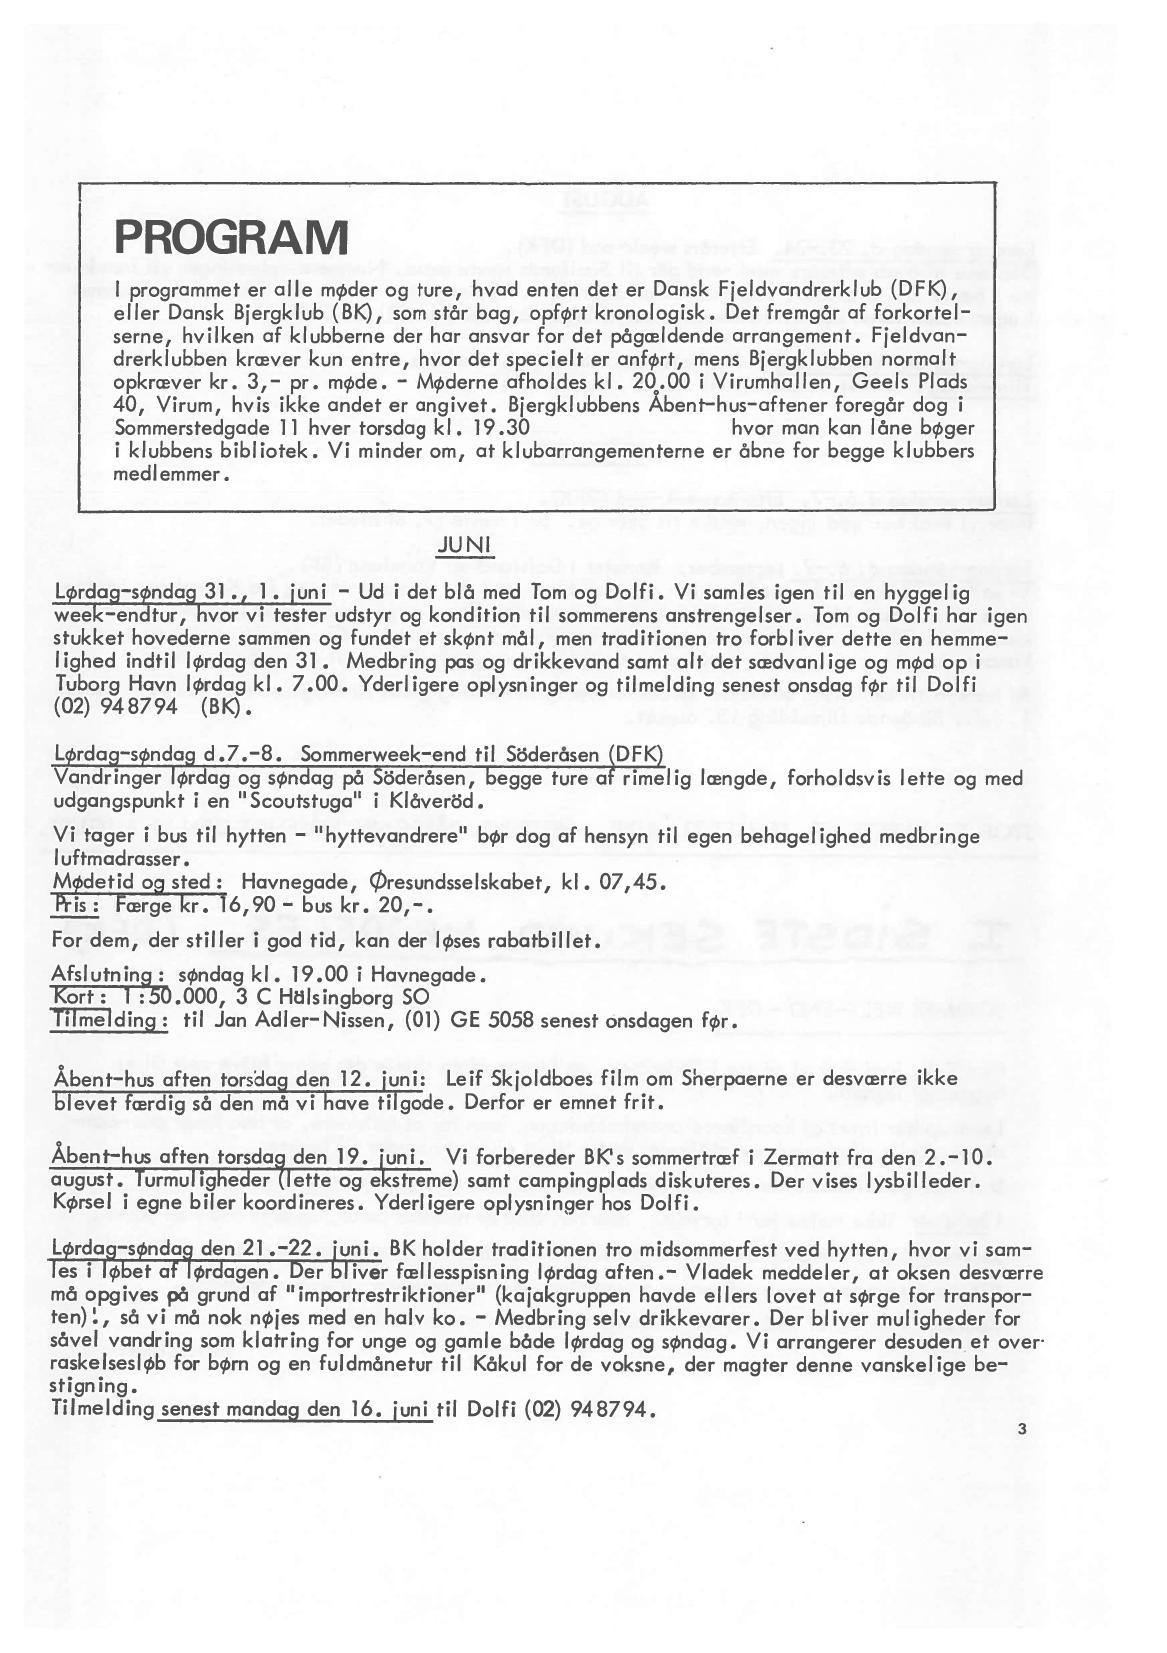 PROGRAM
I programmet er alle møder og ture, hvad enten det er Dansk Fjeldvandrerklub (DFK),
eller Dansk Bjergklub (BK), som står bag, opført kronologisk. Det fremgår af forkortel-
serne, hvilken af klubberne der har ansvar for det pågældende arrangement. Fjeldvan-
drerklubben kræver kun entre, hvor det specielt er anført, mens Bjergklubben normalt
opkræver kr. 3,- pr. møde. - Møderne afholdes kl. 20.00 i Virumhallen, Geels Plads
40, Virum, hvis ikke andet er angivet. Bjergklubbens Åbent-hus-aftener foregår dog i
Sommerstedgade 11 hver torsdag kl. 19.30 hvor man kan låne bøger
i klubbens bibliotek. Vi minder om, at klubarrangementerne er åbne for begge klubbers
medlemmer.
JUNI
Lørdag-søndag 31., 1. juni - Ud i det blå med Tom og Dolfi. Vi samles igen til en hyggelig
week-endtur, hvor vi tester udstyr og kondition til sommerens anstrengelser. Tom og Dolfi har igen
stukket hovederne sammen og fundet et skønt mål, men traditionen tro forbliver dette en hemme-
lighed indtil lørdag den 31. Medbring pas og drikkevand samt alt det sædvanlige og mød op i
Tuborg Havn lørdag kl. 7.00. Yderligere oplysninger og tilmelding senest onsdag før til Dolfi
(02) 948794 (BK).
Lørdag-søndag d.7.-8. Sommerweek-end til Söderåsen (DFK)
Vandringer lørdag og søndag på Söderåsen, begge ture af rimelig længde, forholdsvis lette og med
udgangspunkt i en "Scoutstuga" i Klåveröd.
Vi tager i bus til hytten - "hyttevandrere" bør dog af hensyn til egen behagelighed medbringe
luftmadrasser.
Mødetid og sted: Havnegade, Øresundsselskabet, kl. 07,45.
Pris: Færge kr. 16,90 - bus kr. 20,-.
For dem, der stiller i god tid, kan der løses rabatbillet.
Afslutning: søndag kl. 19.00 i Havnegade.
Kort: 1:50.000, 3 C Hälsingborg SO
Tilmelding: til Jan Adler-Nissen, (01) GE 5058 senest onsdagen før.
Åbent-hus aften torsdag den 12. juni: Leif Skjoldboes film om Sherpaerne er desværre ikke
blevet færdig så den må vi have tilgode. Derfor er emnet frit.
Åbent-hus aften torsdag den 19. juni. Vi forbereder BK's sommertræf i Zermatt fra den 2.-10.
august. Turmuligheder (lette og ekstreme) samt campingplads diskuteres. Der vises lysbilleder.
Kørsel i egne biler koordineres. Yderligere oplysninger hos Dolfi.
Lørdag-søndag den 21.-22. juni. BK holder traditionen tro midsommerfest ved hytten, hvor vi sam-
les i løbet af lørdagen. Der bliver fællesspisning lørdag aften.- Vladek meddeler, at oksen desværre
må opgives på grund af "importrestriktioner" (kajakgruppen havde ellers lovet at sørge for transpor-
ten)!, så vi må nok nøjes med en halv ko. - Medbring selv drikkevarer. Der bliver muligheder for
såvel vandring som klatring for unge og gamle både lørdag og søndag. Vi arrangerer desuden et over-
raskelsesløb for børn og en fuldmånetur til Kåkul for de voksne, der magter denne vanskelige be-
stigning.
Tilmelding senest mandag den 16. juni til Dolfi (02) 948794.
3